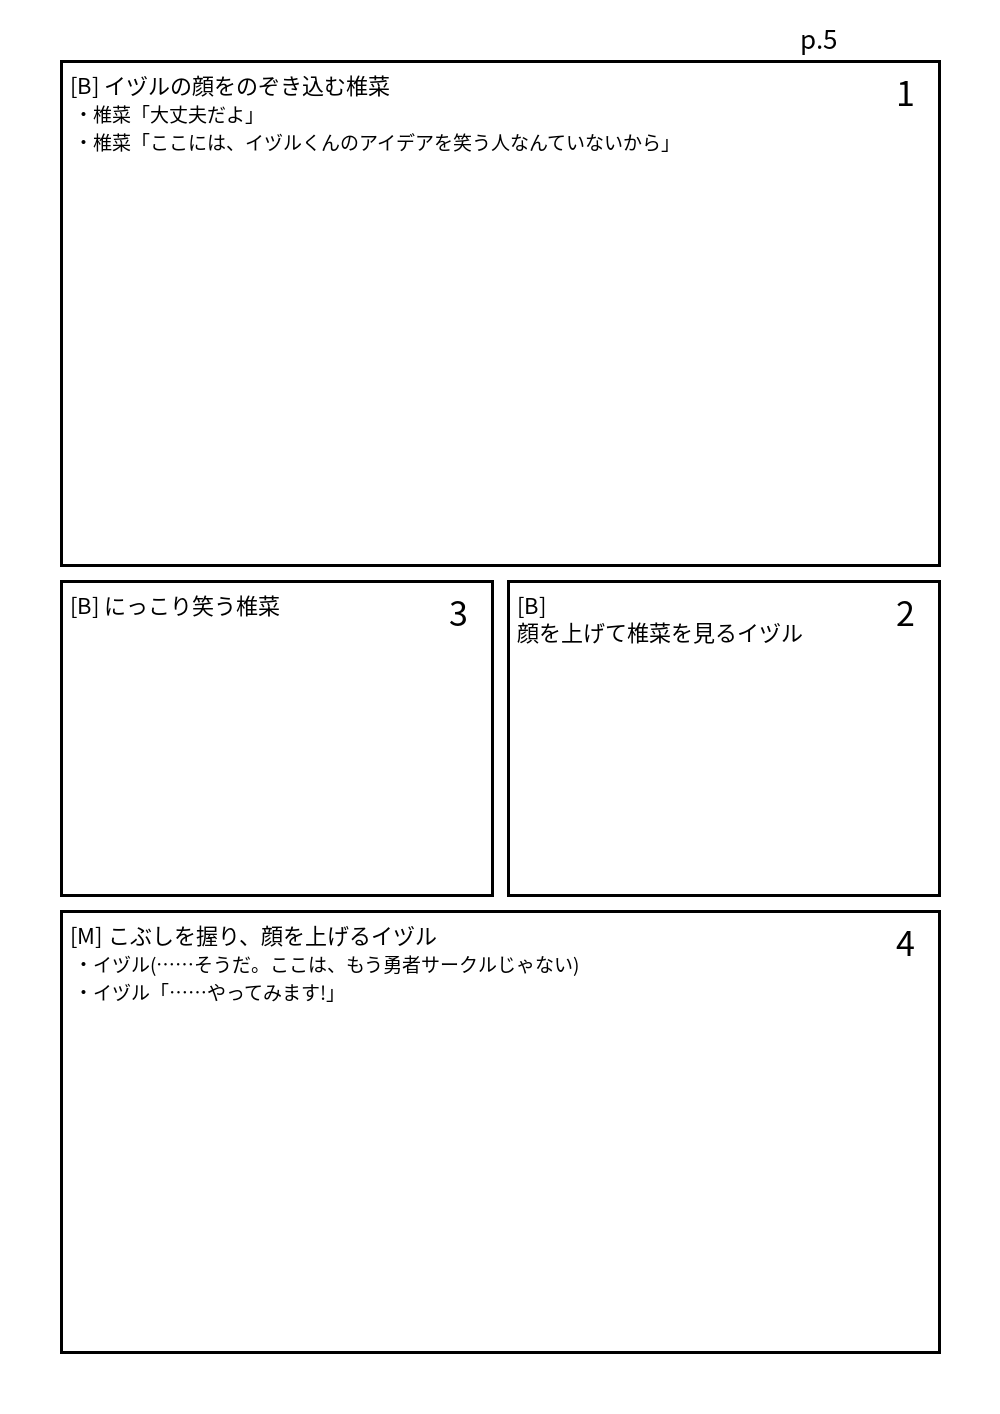 p.5
1
[B] イヅルの顔をのぞき込む椎菜
・椎菜「大丈夫だよ」
・椎菜「ここには、イヅルくんのアイデアを笑う人なんていないから」
2
[B]
顔を上げて椎菜を見るイヅル
3
[B] にっこり笑う椎菜
4
[M] こぶしを握り、顔を上げるイヅル
・イヅル(……そうだ。ここは、もう勇者サークルじゃない)
・イヅル「……やってみます!」